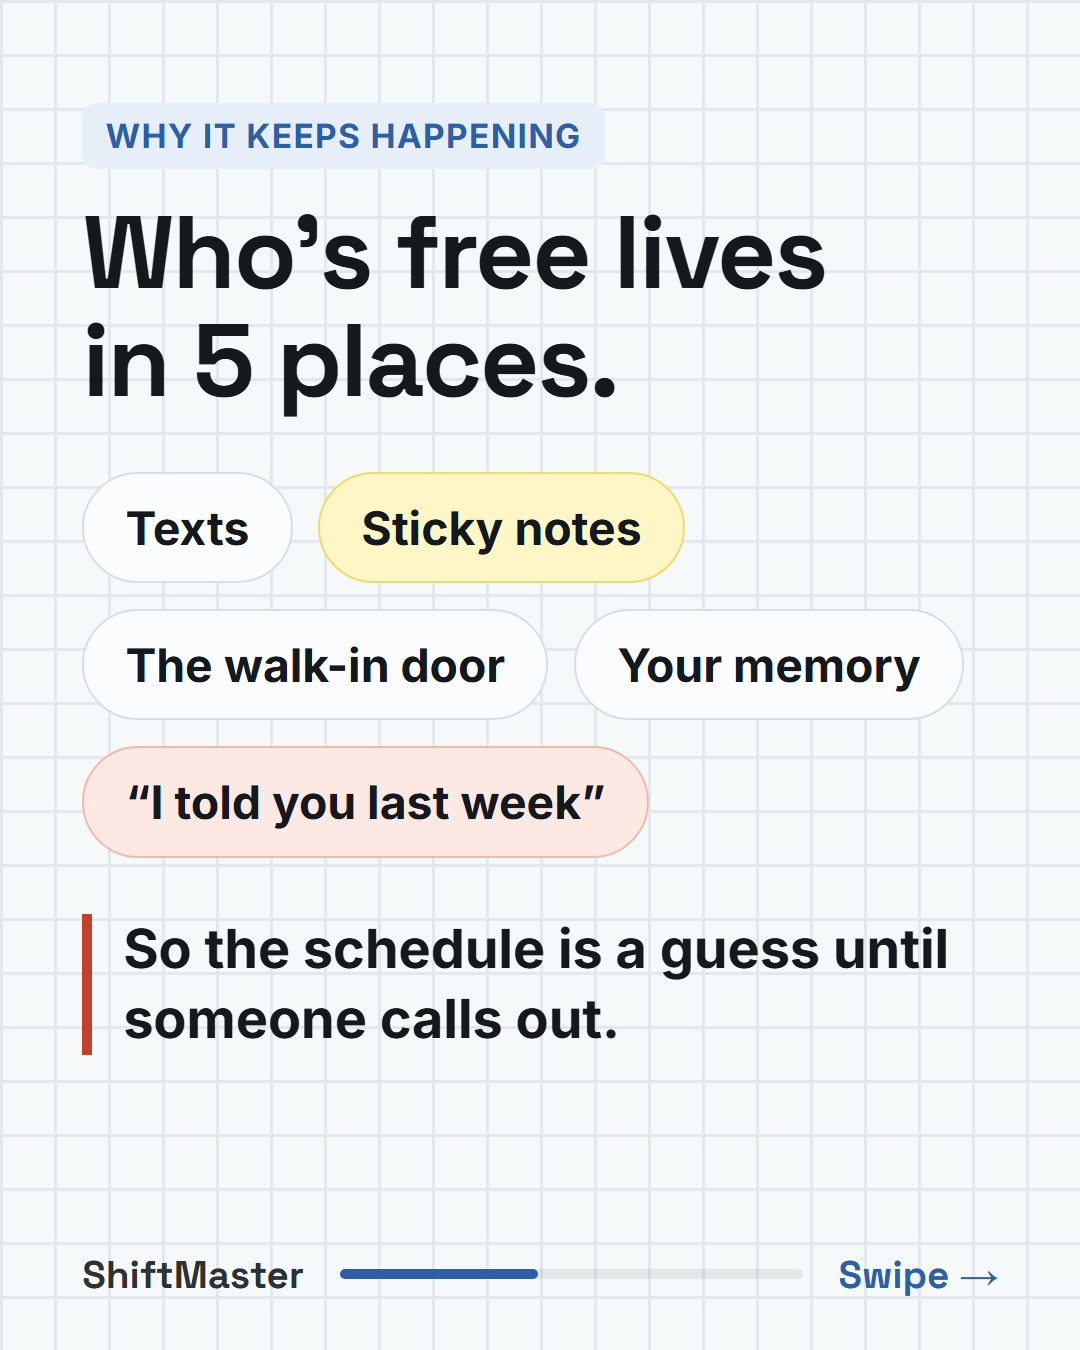 WHY IT KEEPS HAPPENING
Who’s free lives
in 5 places.
Texts
Sticky notes
The walk-in door
Your memory
“I told you last week”
So the schedule is a guess until
someone calls out.
ShiftMaster
Swipe →